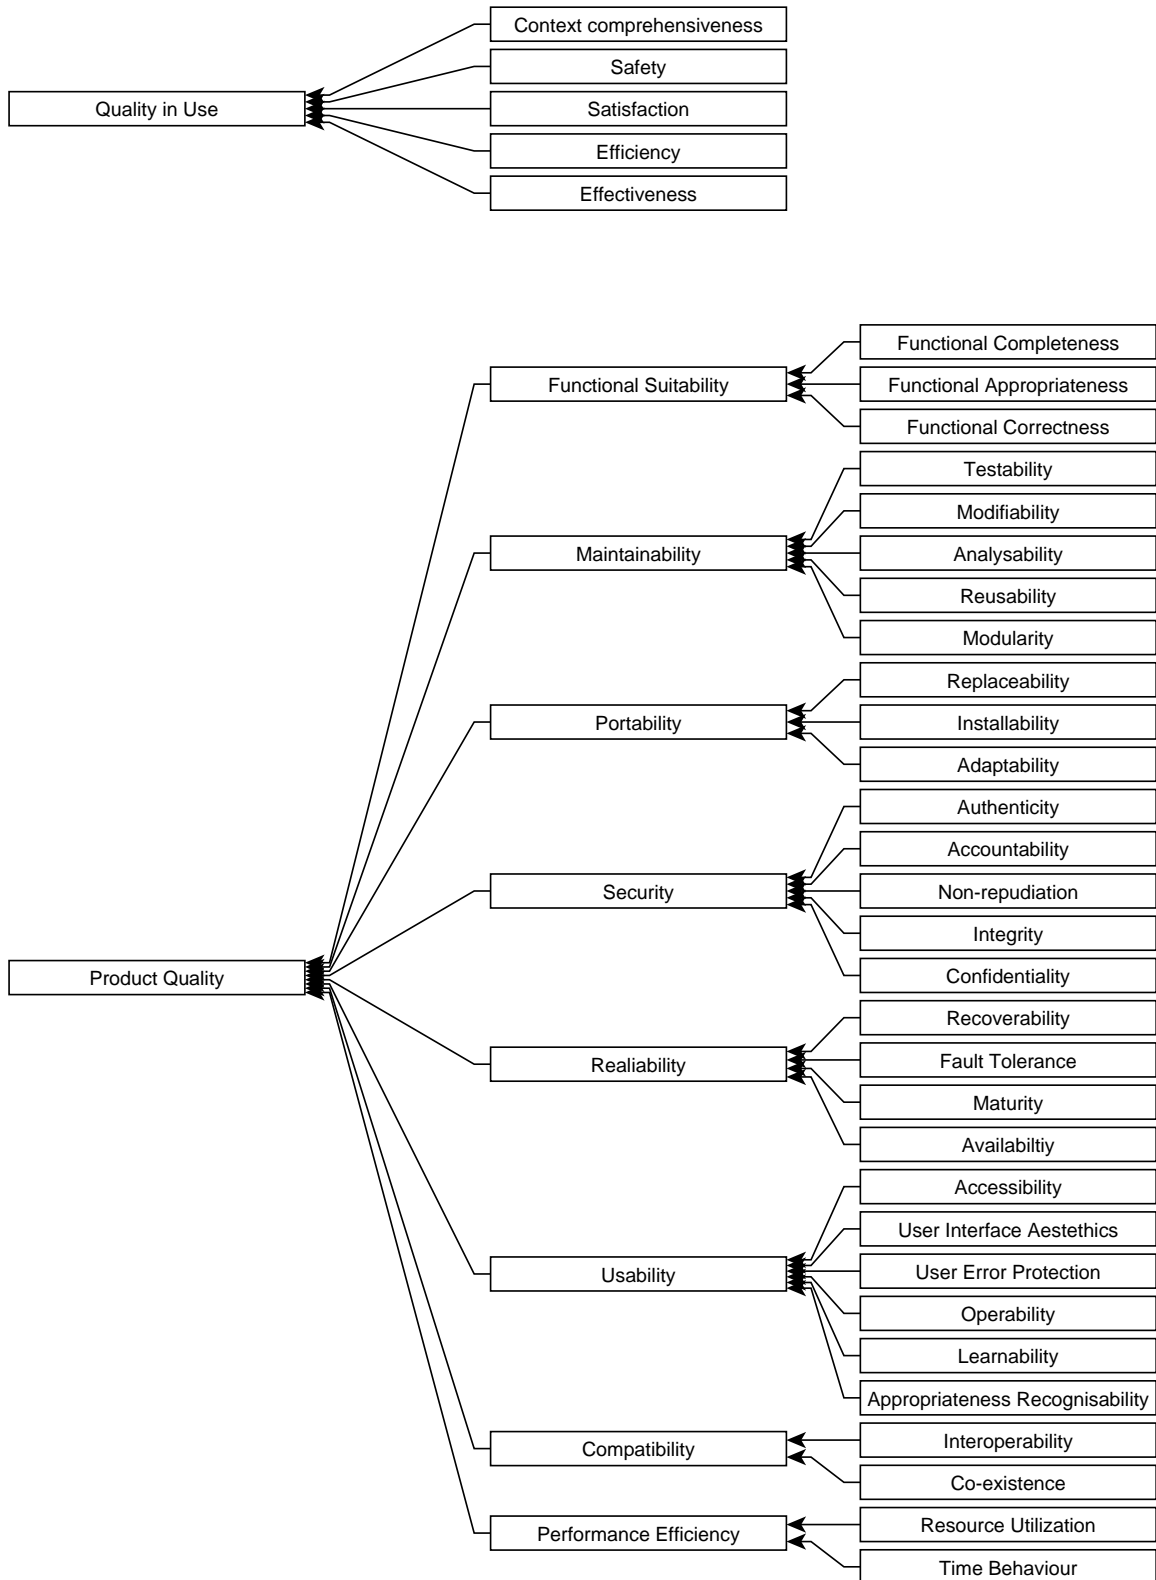 Context comprehensiveness
Safety
Quality in Use
Satisfaction
Efficiency
Effectiveness
Functional Completeness
Functional Suitability
Functional Appropriateness
Functional Correctness
Testability
Modifiability
Maintainability
Analysability
Reusability
Modularity
Replaceability
Portability
Installability
Adaptability
Authenticity
Accountability
Security
Non-repudiation
Integrity
Product Quality
Confidentiality
Recoverability
Realiability
Fault Tolerance
Maturity
Availabiltiy
Accessibility
User Interface Aestethics
Usability
User Error Protection
Operability
Learnability
Appropriateness Recognisability
Compatibility
Interoperability
Co-existence
Performance Efficiency
Resource Utilization
Time Behaviour